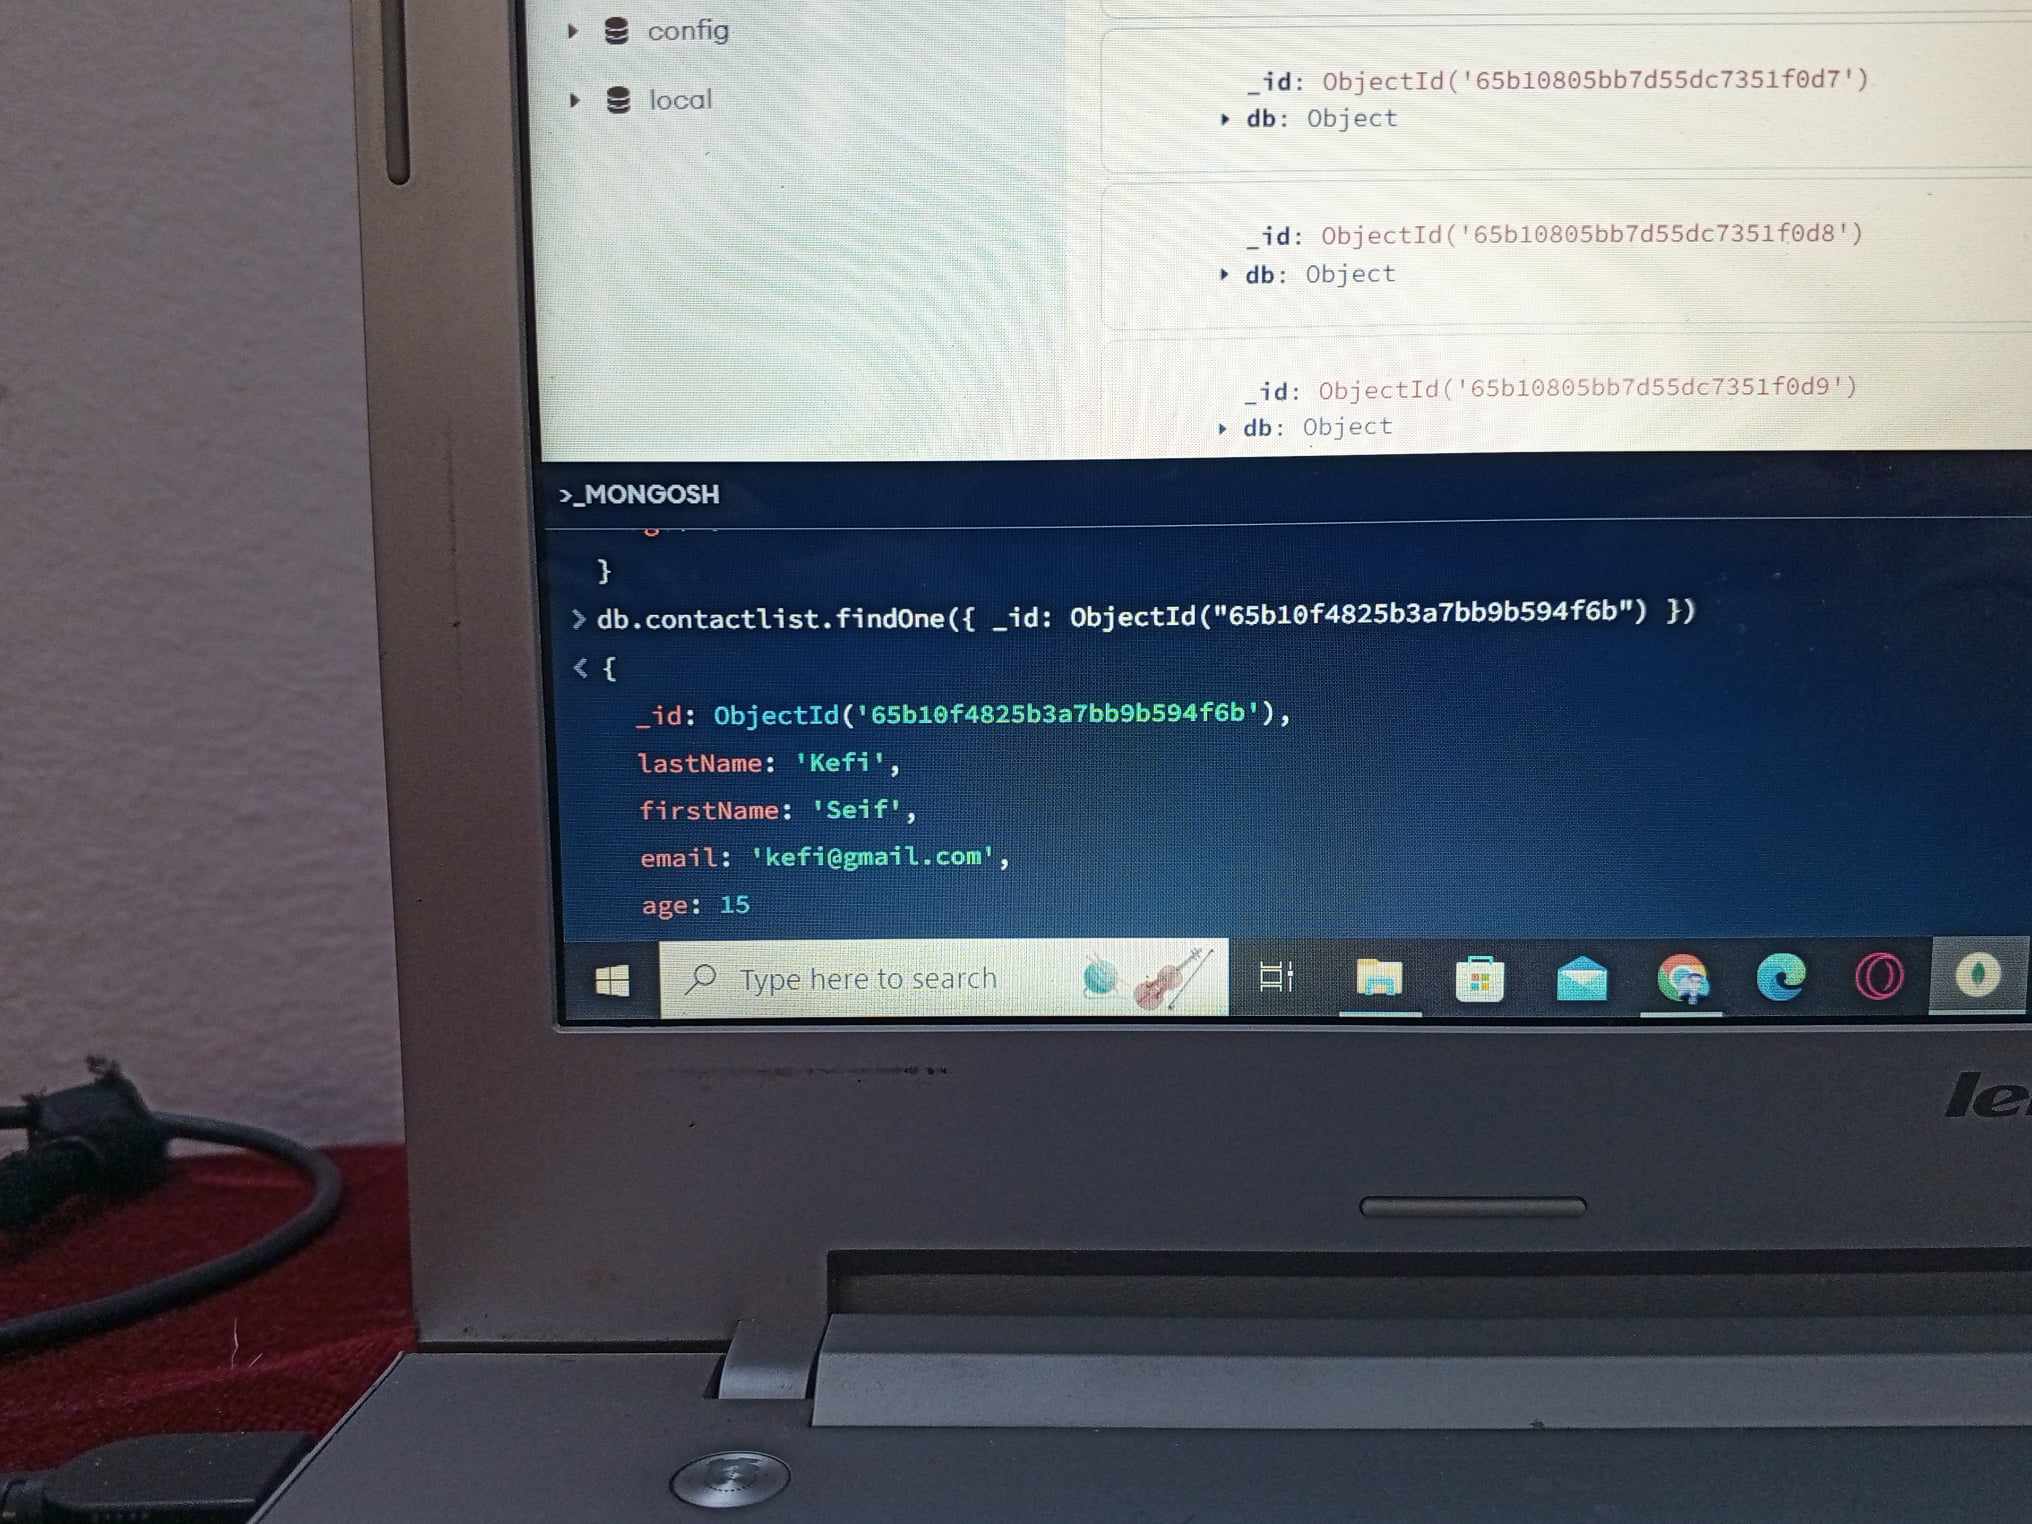 config
local
_id: ObjectId('65b10805bb7d55dc7351f0d7')
db: Object
_id: ObjectId('65b10805bb7d55dc7351f0d8')
db: Object
_id: ObjectId('65b10805bb7d55dc7351f0d9')
db: Object
>_MONGOSH
}
> db.contactlist.findOne({ _id: ObjectId("65b10f4825b3a7bb9b594f6b") })
< {
_id: ObjectId('65b10f4825b3a7bb9b594f6b'),
lastName: 'Kefi',
firstName: 'Seif',
email: 'kefi@gmail.com',
age: 15
Type here to search
le